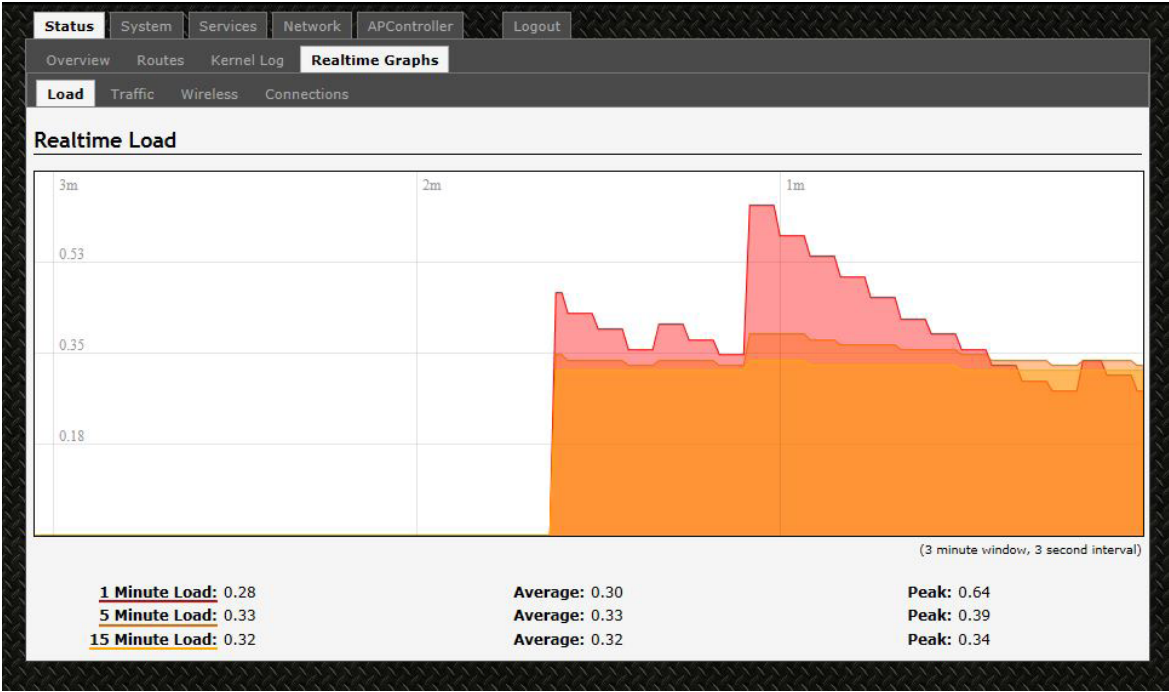 Status System Services Network APController Logout
Overview Routes Kernel Log Realtime Graphs
Load Traffic Wireless Connections
Realtime Load
3m 2m 1m
0.53
0.35
0.18
(3 minute window, 3 second interval)
1 Minute Load: 0.28 Average: 0.30 Peak: 0.64
5 Minute Load: 0.33 Average: 0.33 Peak: 0.39
15 Minute Load: 0.32 Average: 0.32 Peak: 0.34